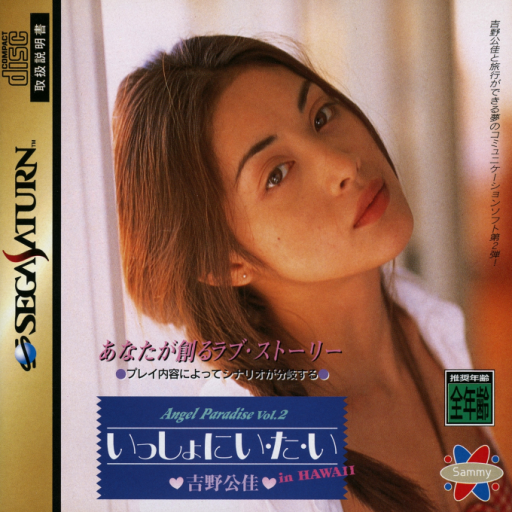 COMPACT
disc
取扱説明書
SEGA SATURN™
吉野公佳と旅行ができる夢のコミュニケーションソフト第2弾!
あなたが創るラブ・ストーリー
●プレイ内容によってシナリオが分岐する●
Angel Paradise Vol.2
いっしょにい・た・い
♥吉野公佳♥
in HAWAII
推奨年齢
全年齢
Sammy